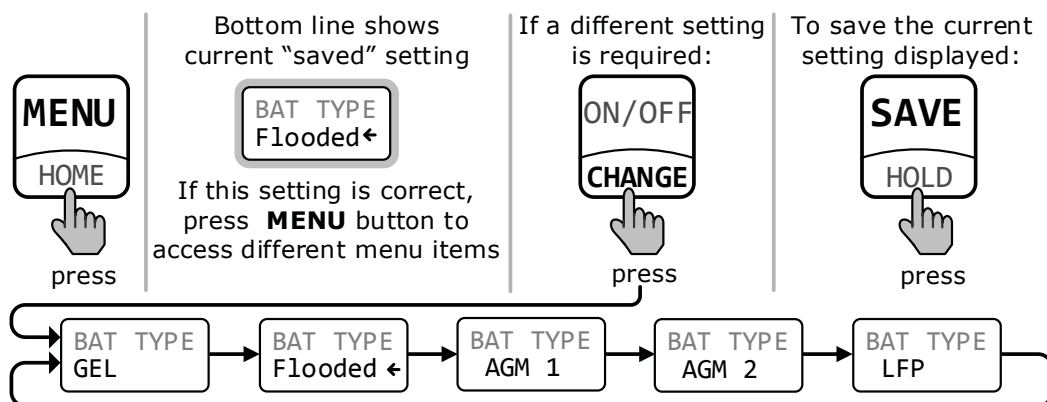 MENU
HOME
press
Bottom line shows
current “saved” setting
BAT TYPE
Flooded←
If this setting is correct,
press MENU button to
access different menu items
If a different setting
is required:
ON/OFF
CHANGE
press
To save the current
setting displayed:
SAVE
HOLD
press
BAT TYPE
GEL
BAT TYPE
Flooded ←
BAT TYPE
AGM 1
BAT TYPE
AGM 2
BAT TYPE
LFP